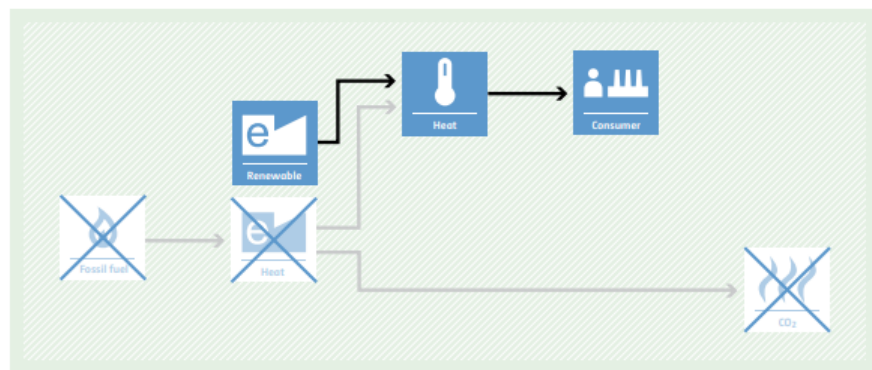 Heat
Consumer
e
Renewable
Fossil fuel
e
Heat
CO₂